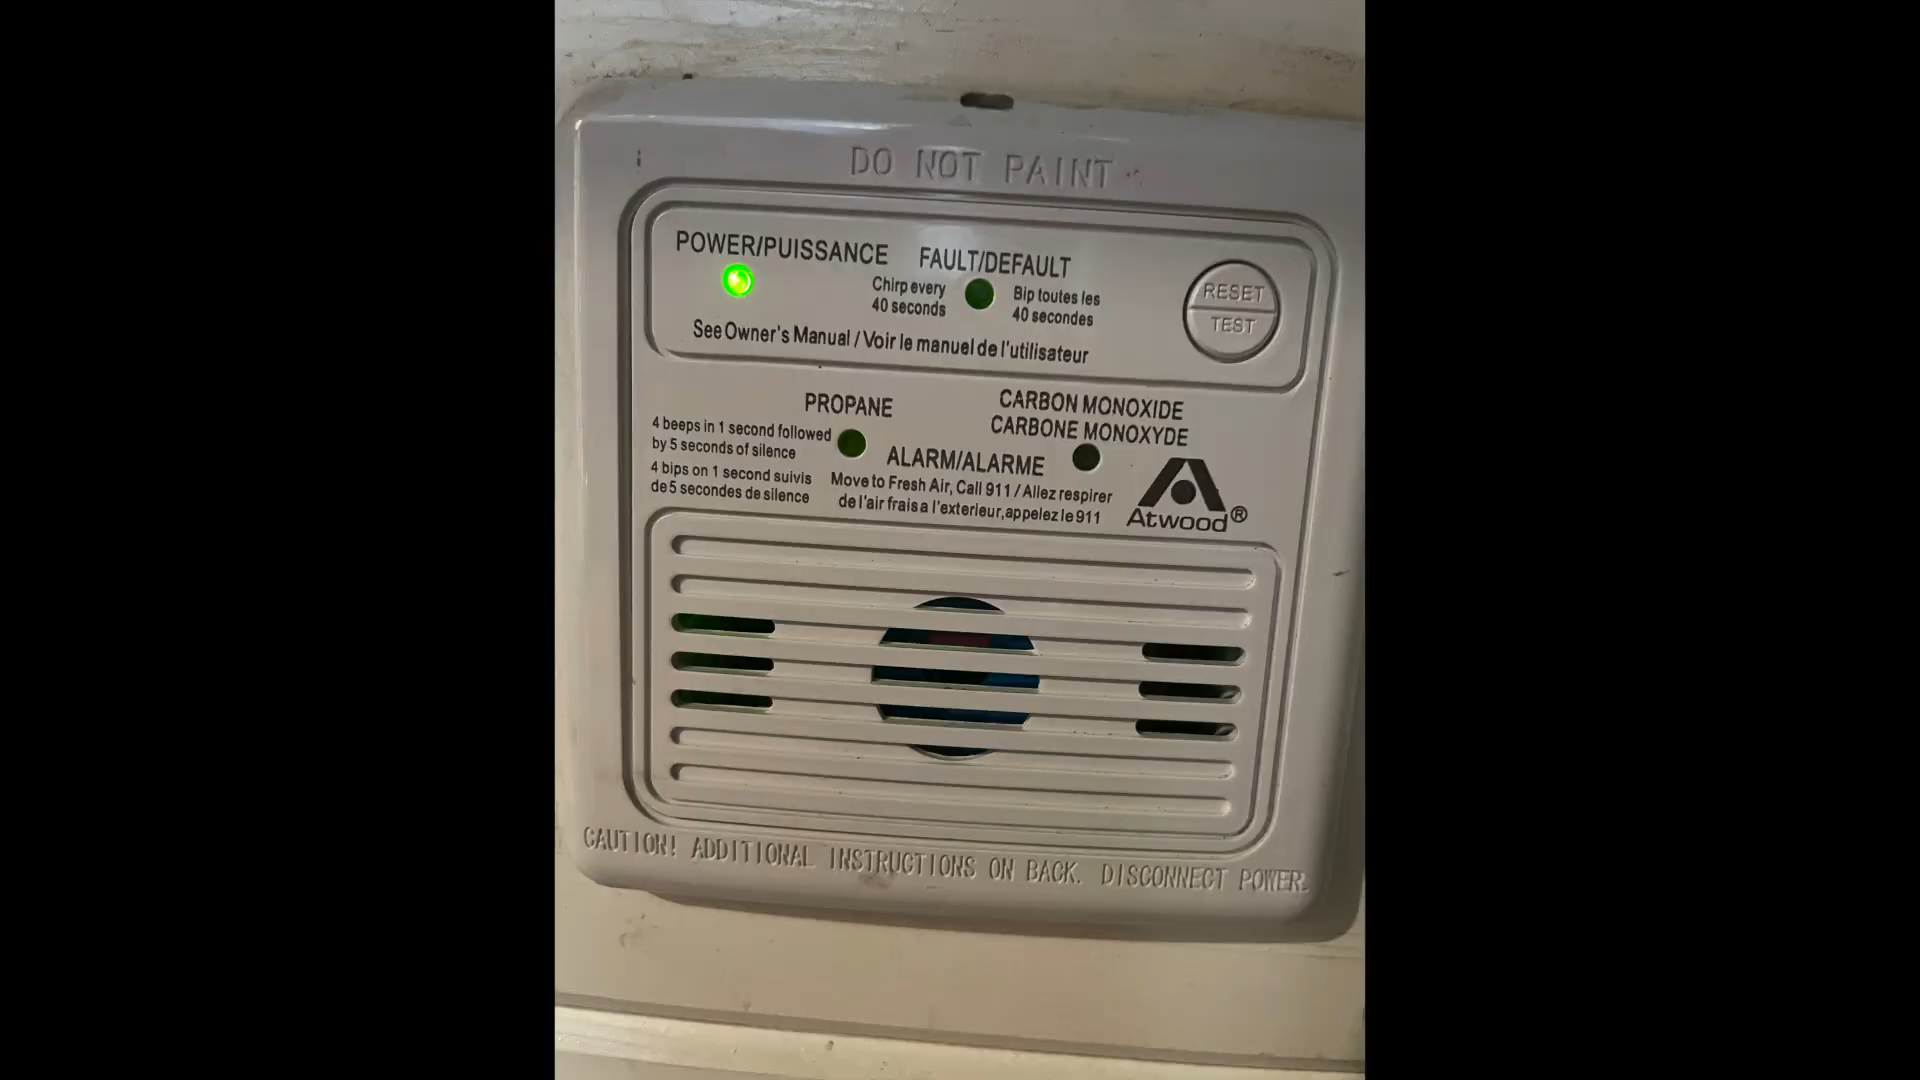 DO NOT PAINT
POWER/PUISSANCE
FAULT/DEFAULT
Chirp every
40 seconds
Bip toutes les
40 secondes
RESET
TEST
See Owner's Manual / Voir le manuel de l'utilisateur
PROPANE
4 beeps in 1 second followed
by 5 seconds of silence
4 bips on 1 second suivis
de 5 secondes de silence
CARBON MONOXIDE
CARBONE MONOXYDE
ALARM/ALARME
Move to Fresh Air, Call 911 / Allez respirer
de l'air frais a l'exterieur, appelez le 911
Atwood®
CAUTION! ADDITIONAL INSTRUCTIONS ON BACK. DISCONNECT POWER.